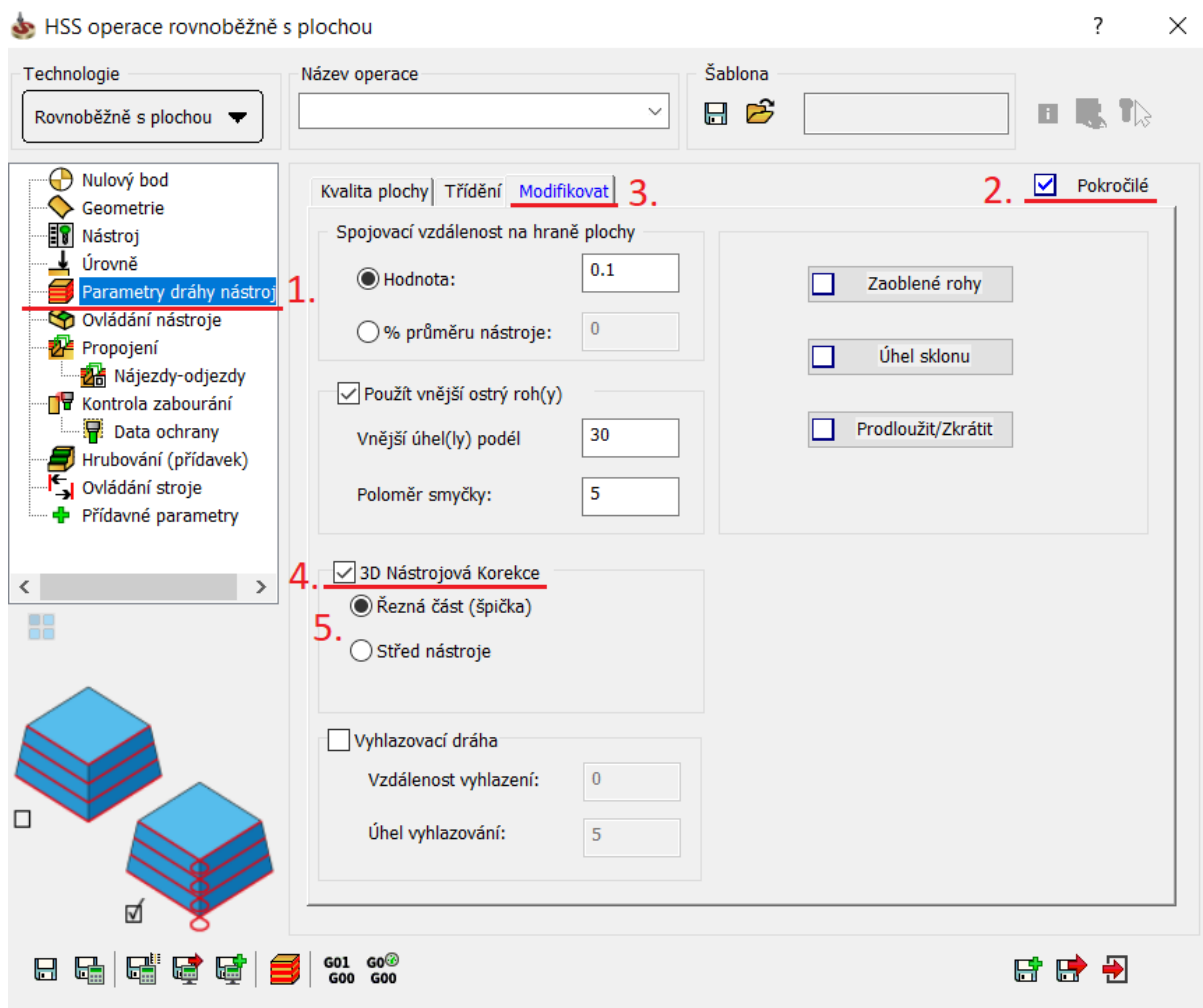 HSS operace rovnoběžně s plochou
?
Technologie
Název operace
Šablona
Rovnoběžně s plochou
Nulový bod
Geometrie
Nástroj
Úrovně
Parametry dráhy nástroj
1.
Ovládání nástroje
Propojení
Nájezdy-odjezdy
Kontrola zabourání
Data ochrany
Hrubování (přídavek)
Ovládání stroje
Přídavné parametry
Kvalita plochy Třídění Modifikovat 3.
2. Pokročilé
Spojovací vzdálenost na hraně plochy
Hodnota: 0.1
% průměru nástroje: 0
Použít vnější ostrý roh(y)
Vnější úhel(ly) podél 30
Poloměr smyčky: 5
Zaoblené rohy
Úhel sklonu
Prodloužit/Zkrátit
4. 3D Nástrojová Korekce
5. Řezná část (špička)
Střed nástroje
Vyhlazovací dráha
Vzdálenost vyhlazení: 0
Úhel vyhlazování: 5
G01 G0
G00 G00